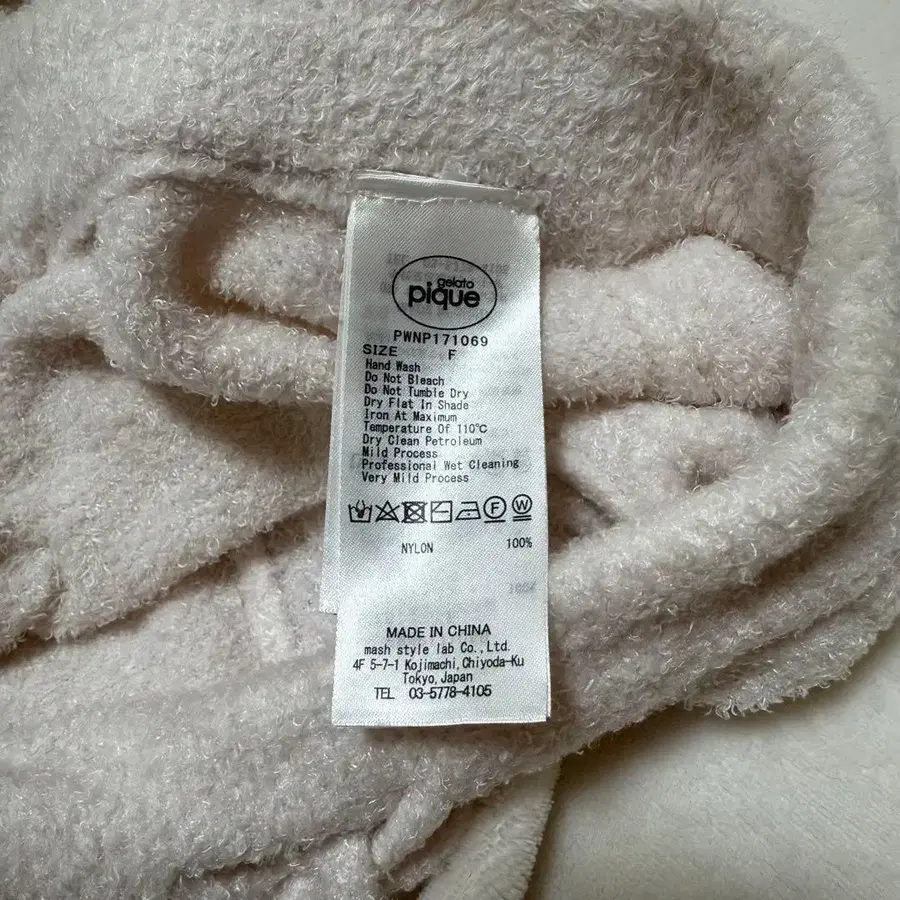 gelato
pique
PWNP171069
SIZE F
Hand Wash
Do Not Bleach
Do Not Tumble Dry
Dry Flat In Shade
Iron At Maximum
Temperature Of 110℃
Dry Clean Petroleum
Mild Process
Professional Wet Cleaning
Very Mild Process
F W
NYLON 100%
MADE IN CHINA
mash style lab Co.,Ltd.
4F 5-7-1 Kojimachi,Chiyoda-Ku
Tokyo,Japan
TEL 03-5778-4105